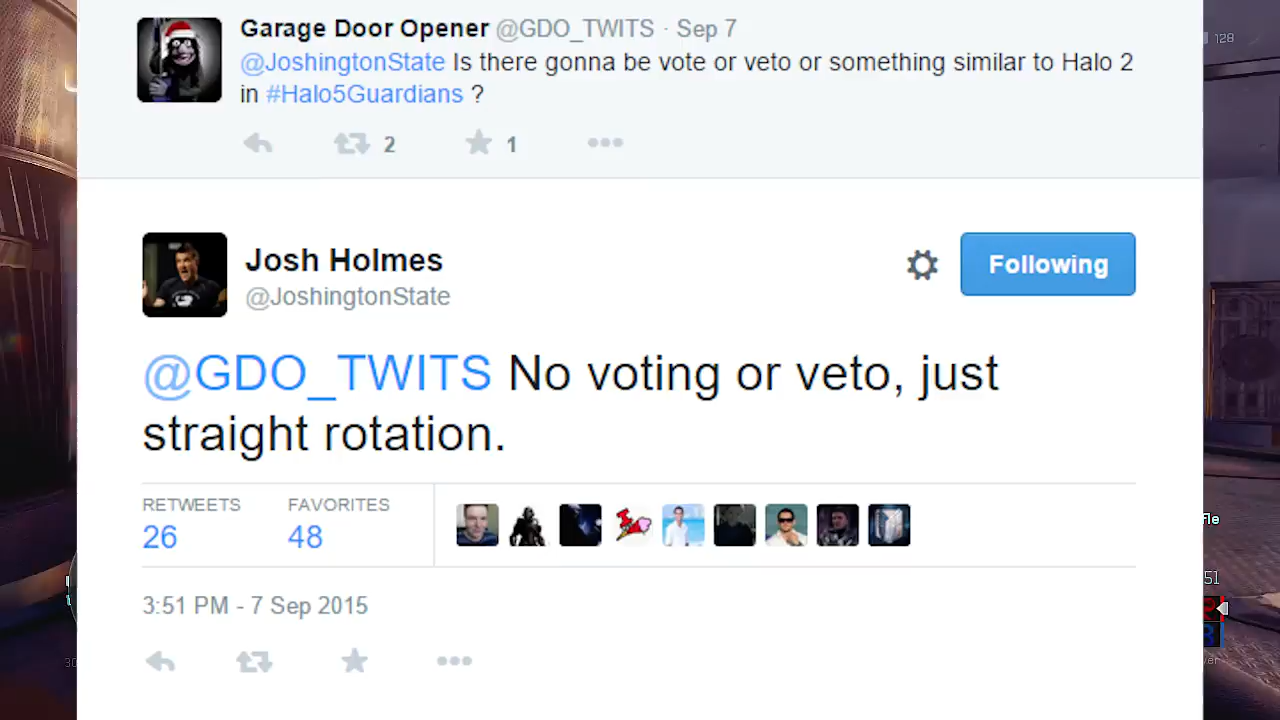 Garage Door Opener @GDO_TWITS · Sep 7
@JoshingtonState Is there gonna be vote or veto or something similar to Halo 2
in #Halo5Guardians ?
2 1
128
Josh Holmes
@JoshingtonState
Following
@GDO_TWITS No voting or veto, just
straight rotation.
RETWEETS FAVORITES
26 48
3:51 PM - 7 Sep 2015
51